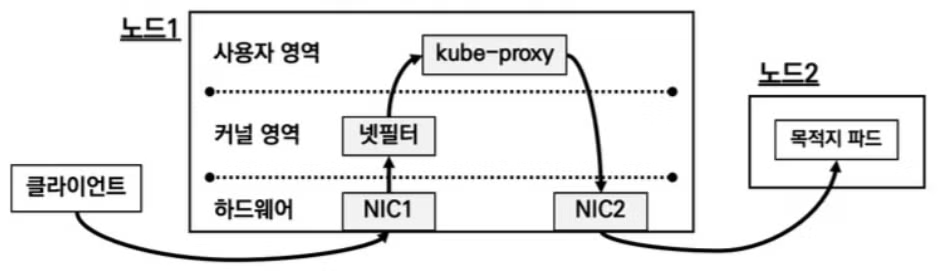 노드1
사용자 영역
kube-proxy
노드2
커널 영역
넷필터
목적지 파드
클라이언트
하드웨어
NIC1
NIC2